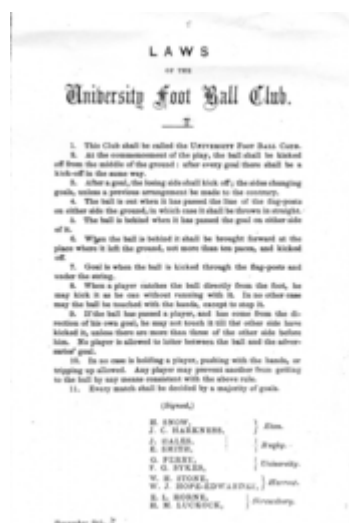 LAWS
OF THE
University Foot Ball Club.
1. This Club shall be called the UNIVERSITY FOOT BALL CLUB.
2. At the commencement of the play, the ball shall be kicked
off from the middle of the ground: after every goal there shall be a
kick-off in the same way.
3. After a goal, the losing side shall kick off; the sides changing
goals, unless a previous arrangement be made to the contrary.
4. The ball is out when it has passed the line of the flag-posts
on either side the ground, in which case it shall be thrown in straight.
5. The ball is behind when it has passed the goal on either side
of it.
6. When the ball is behind it shall be brought forward at the
place where it left the ground, not more than ten paces, and kicked
off.
7. Goal is when the ball is kicked through the flag-posts and
under the string.
8. When a player catches the ball directly from the foot, he
may kick it as he can without running with it. In no other case
may the ball be touched with the hands, except to stop it.
9. If the ball has passed a player, and has come from the di-
rection of his own goal, he may not touch it till the other side have
kicked it, unless there are more than three of the other side before
him. No player is allowed to loiter between the ball and the adver-
saries' goal.
10. In no case is holding a player, pushing with the hands, or
tripping up allowed. Any player may prevent another from getting
to the ball by any means consistent with the above rule.
11. Every match shall be decided by a majority of goals.
(Signed,)
H. SNOW,
J. C. HARKNESS, } Eton.
J. HALES,
E. SMITH, } Rugby.
G. PERRY,
F. G. SYKES, } University.
W. H. STONE,
W. J. HOPE-EDWARDES, } Harrow.
E. L. HORNE,
H. M. LUCKOCK, } Shrewsbury.